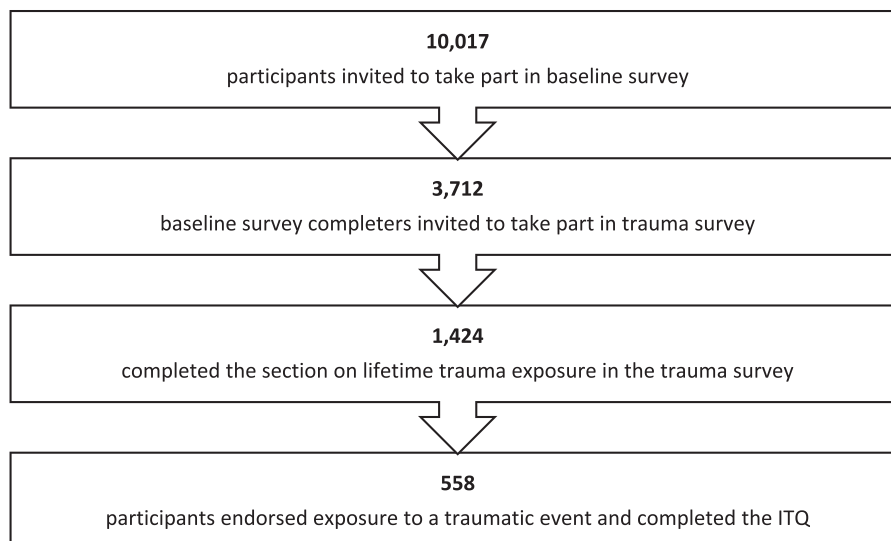 10,017
participants invited to take part in baseline survey
3,712
baseline survey completers invited to take part in trauma survey
1,424
completed the section on lifetime trauma exposure in the trauma survey
558
participants endorsed exposure to a traumatic event and completed the ITQ